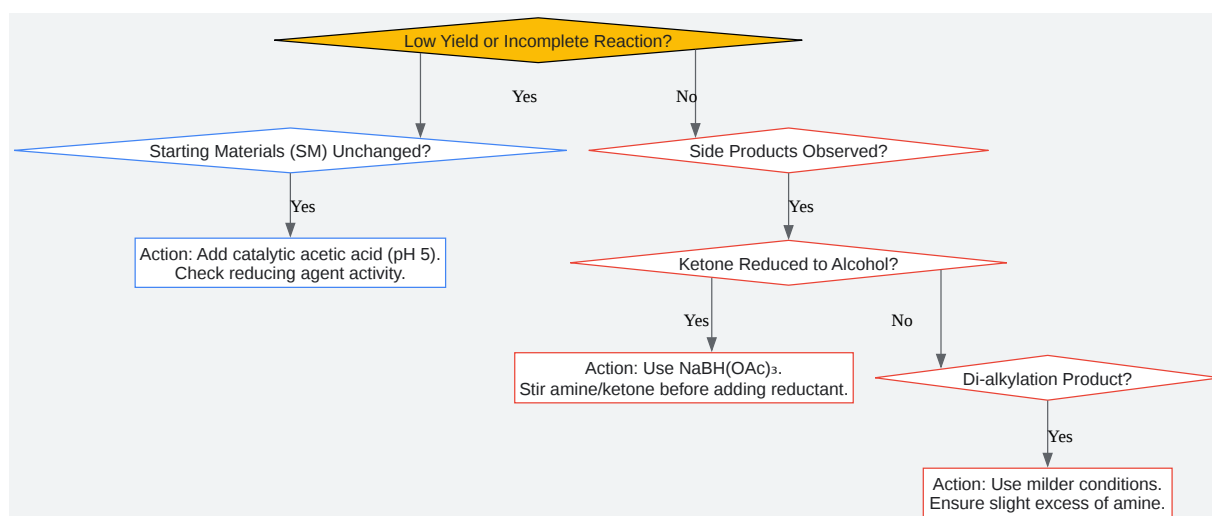 Low Yield or Incomplete Reaction?
Yes
No
Starting Materials (SM) Unchanged?
Side Products Observed?
Yes
Yes
Action: Add catalytic acetic acid (pH 5).
Check reducing agent activity.
Ketone Reduced to Alcohol?
Yes
No
Action: Use NaBH(OAc)₃.
Stir amine/ketone before adding reductant.
Di-alkylation Product?
Yes
Action: Use milder conditions.
Ensure slight excess of amine.